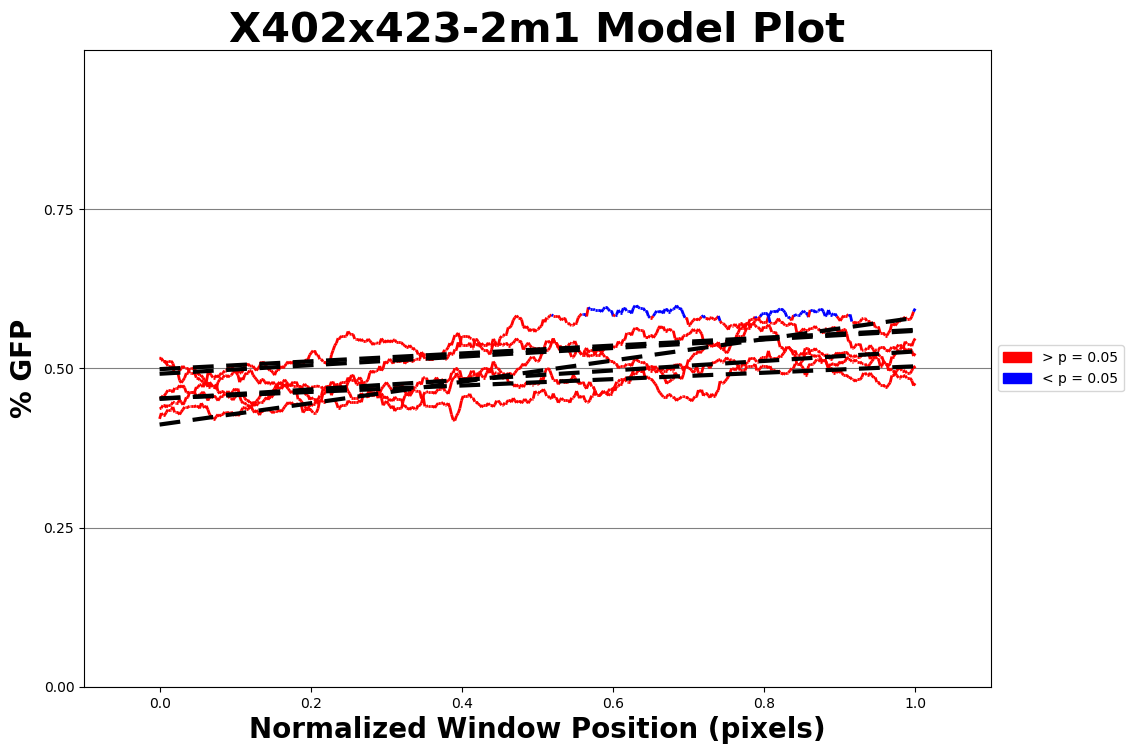 X402x423-2m1 Model Plot
% GFP
0.75
0.50
0.25
0.00
0.0 0.2 0.4 0.6 0.8 1.0
Normalized Window Position (pixels)
> p = 0.05
< p = 0.05